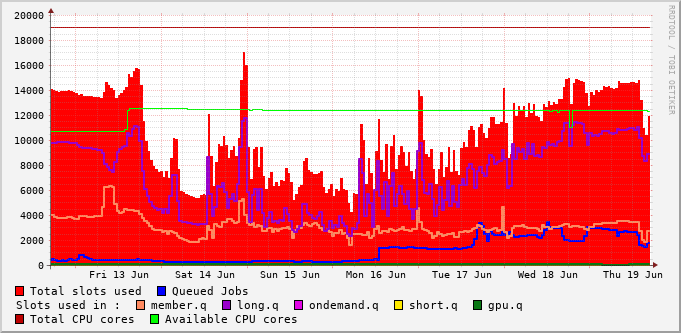 20000
18000
16000
14000
12000
10000
8000
6000
4000
2000
0
Fri 13 Jun Sat 14 Jun Sun 15 Jun Mon 16 Jun Tue 17 Jun Wed 18 Jun Thu 19 Jun
Total slots used Queued Jobs
Slots used in : member.q long.q ondemand.q short.q gpu.q
Total CPU cores Available CPU cores
RRDTOOL / TOBI OETIKER